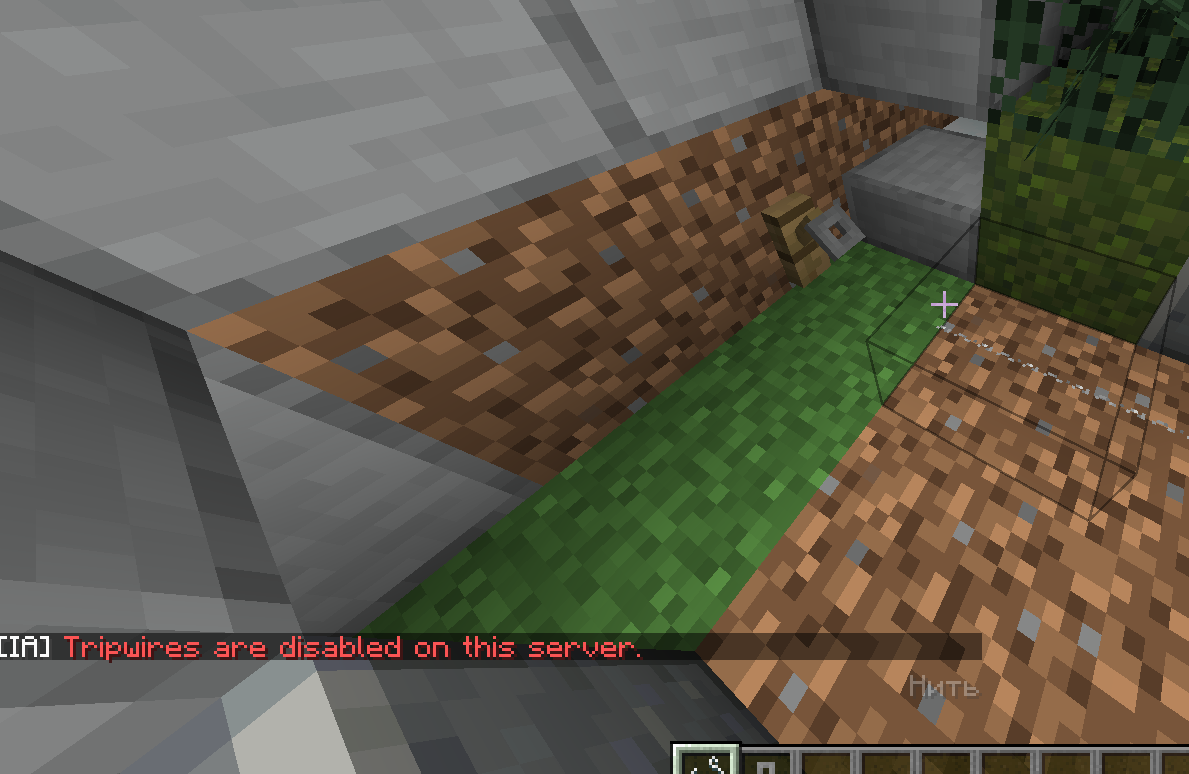 [IA] Tripwires are disabled on this server.
Нить